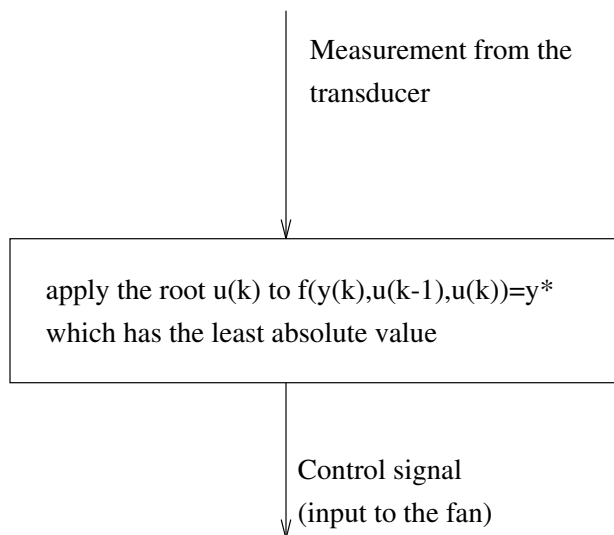 Measurement from the
transducer
apply the root u(k) to f(y(k),u(k-1),u(k))=y*
which has the least absolute value
Control signal
(input to the fan)